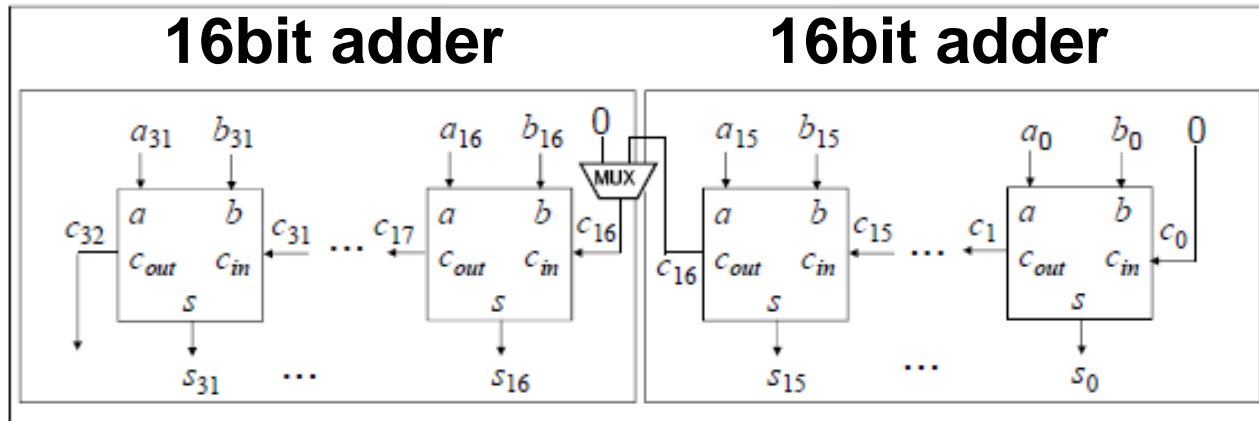 16bit adder 16bit adder
a31 b31 a16 b16 0 a15 b15 a0 b0 0
MUX
a b a b a b a b
c32 c31 ... c17 c16 c15 ... c1 c0
cout cin cout cin c16 cout cin cout cin
s s s s
s31 ... s16 s15 ... s0